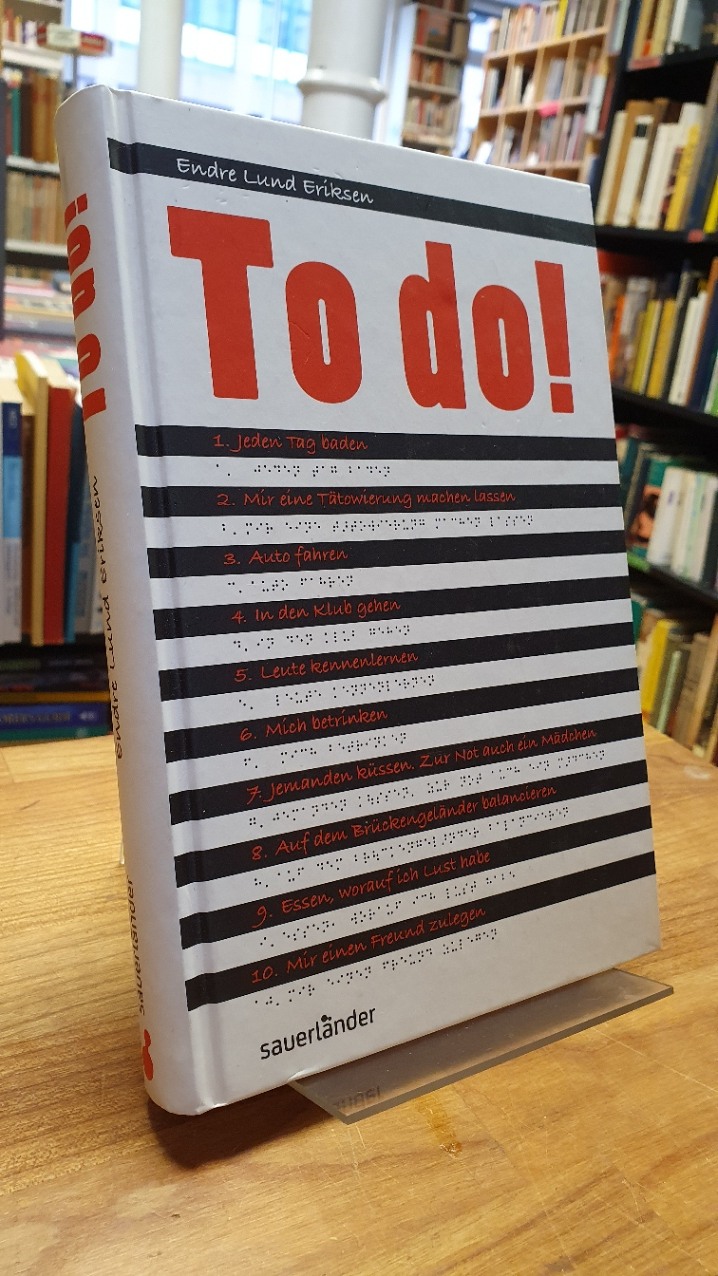 Endre Lund Eriksen
To do!
1. Jeden Tag baden
2. Mir eine Tätowierung machen lassen
3. Auto fahren
4. In den Klub gehen
5. Leute kennenlernen
6. Mich betrinken
7. Jemanden küssen. Zur Not auch ein Mädchen
8. Auf dem Brückengeländer balancieren
9. Essen, worauf ich Lust habe
10. Mir einen Freund zulegen
sauerländer
To do!
Endre Lund Eriksen
sauerländer